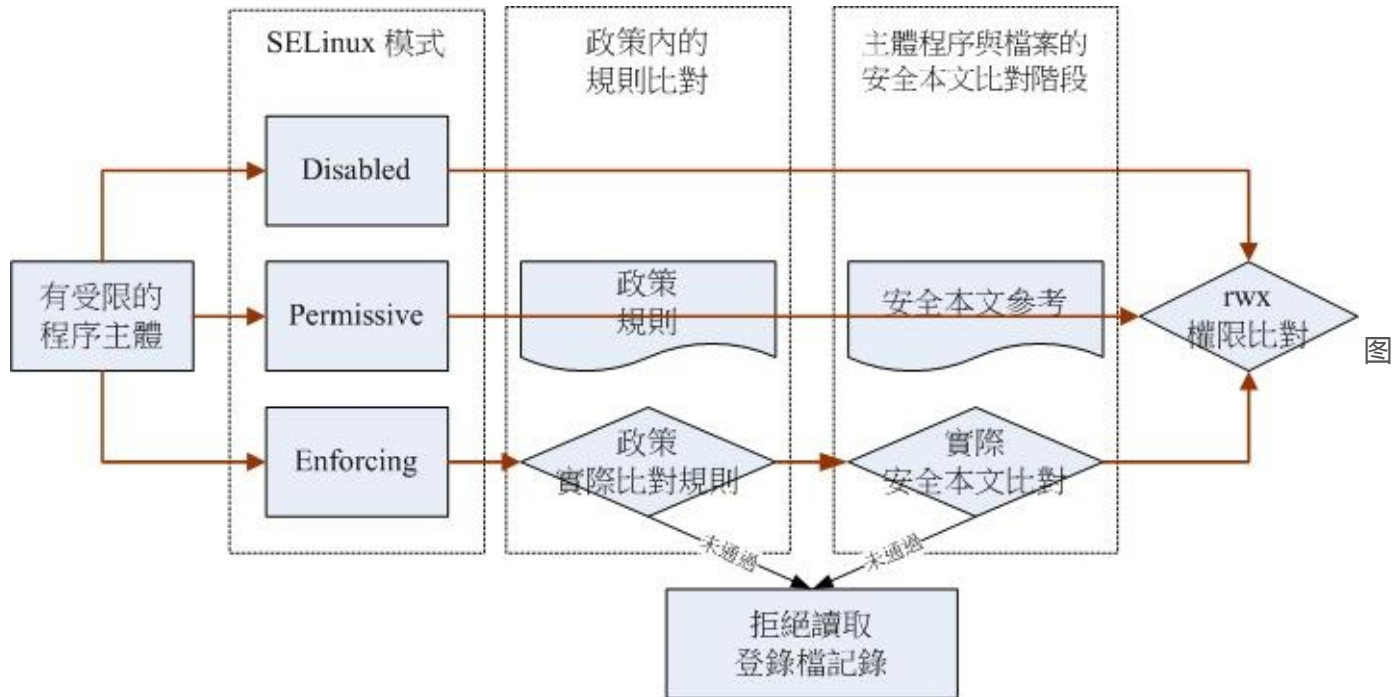 SELinux 模式
政策內的
規則比對
主體程序與檔案的
安全本文比對階段
Disabled
有受限的
程序主體
Permissive
政策
規則
安全本文參考
rwx
權限比對
图
Enforcing
政策
實際比對規則
實際
安全本文比對
未通過
未通過
拒絕讀取
登錄檔記錄